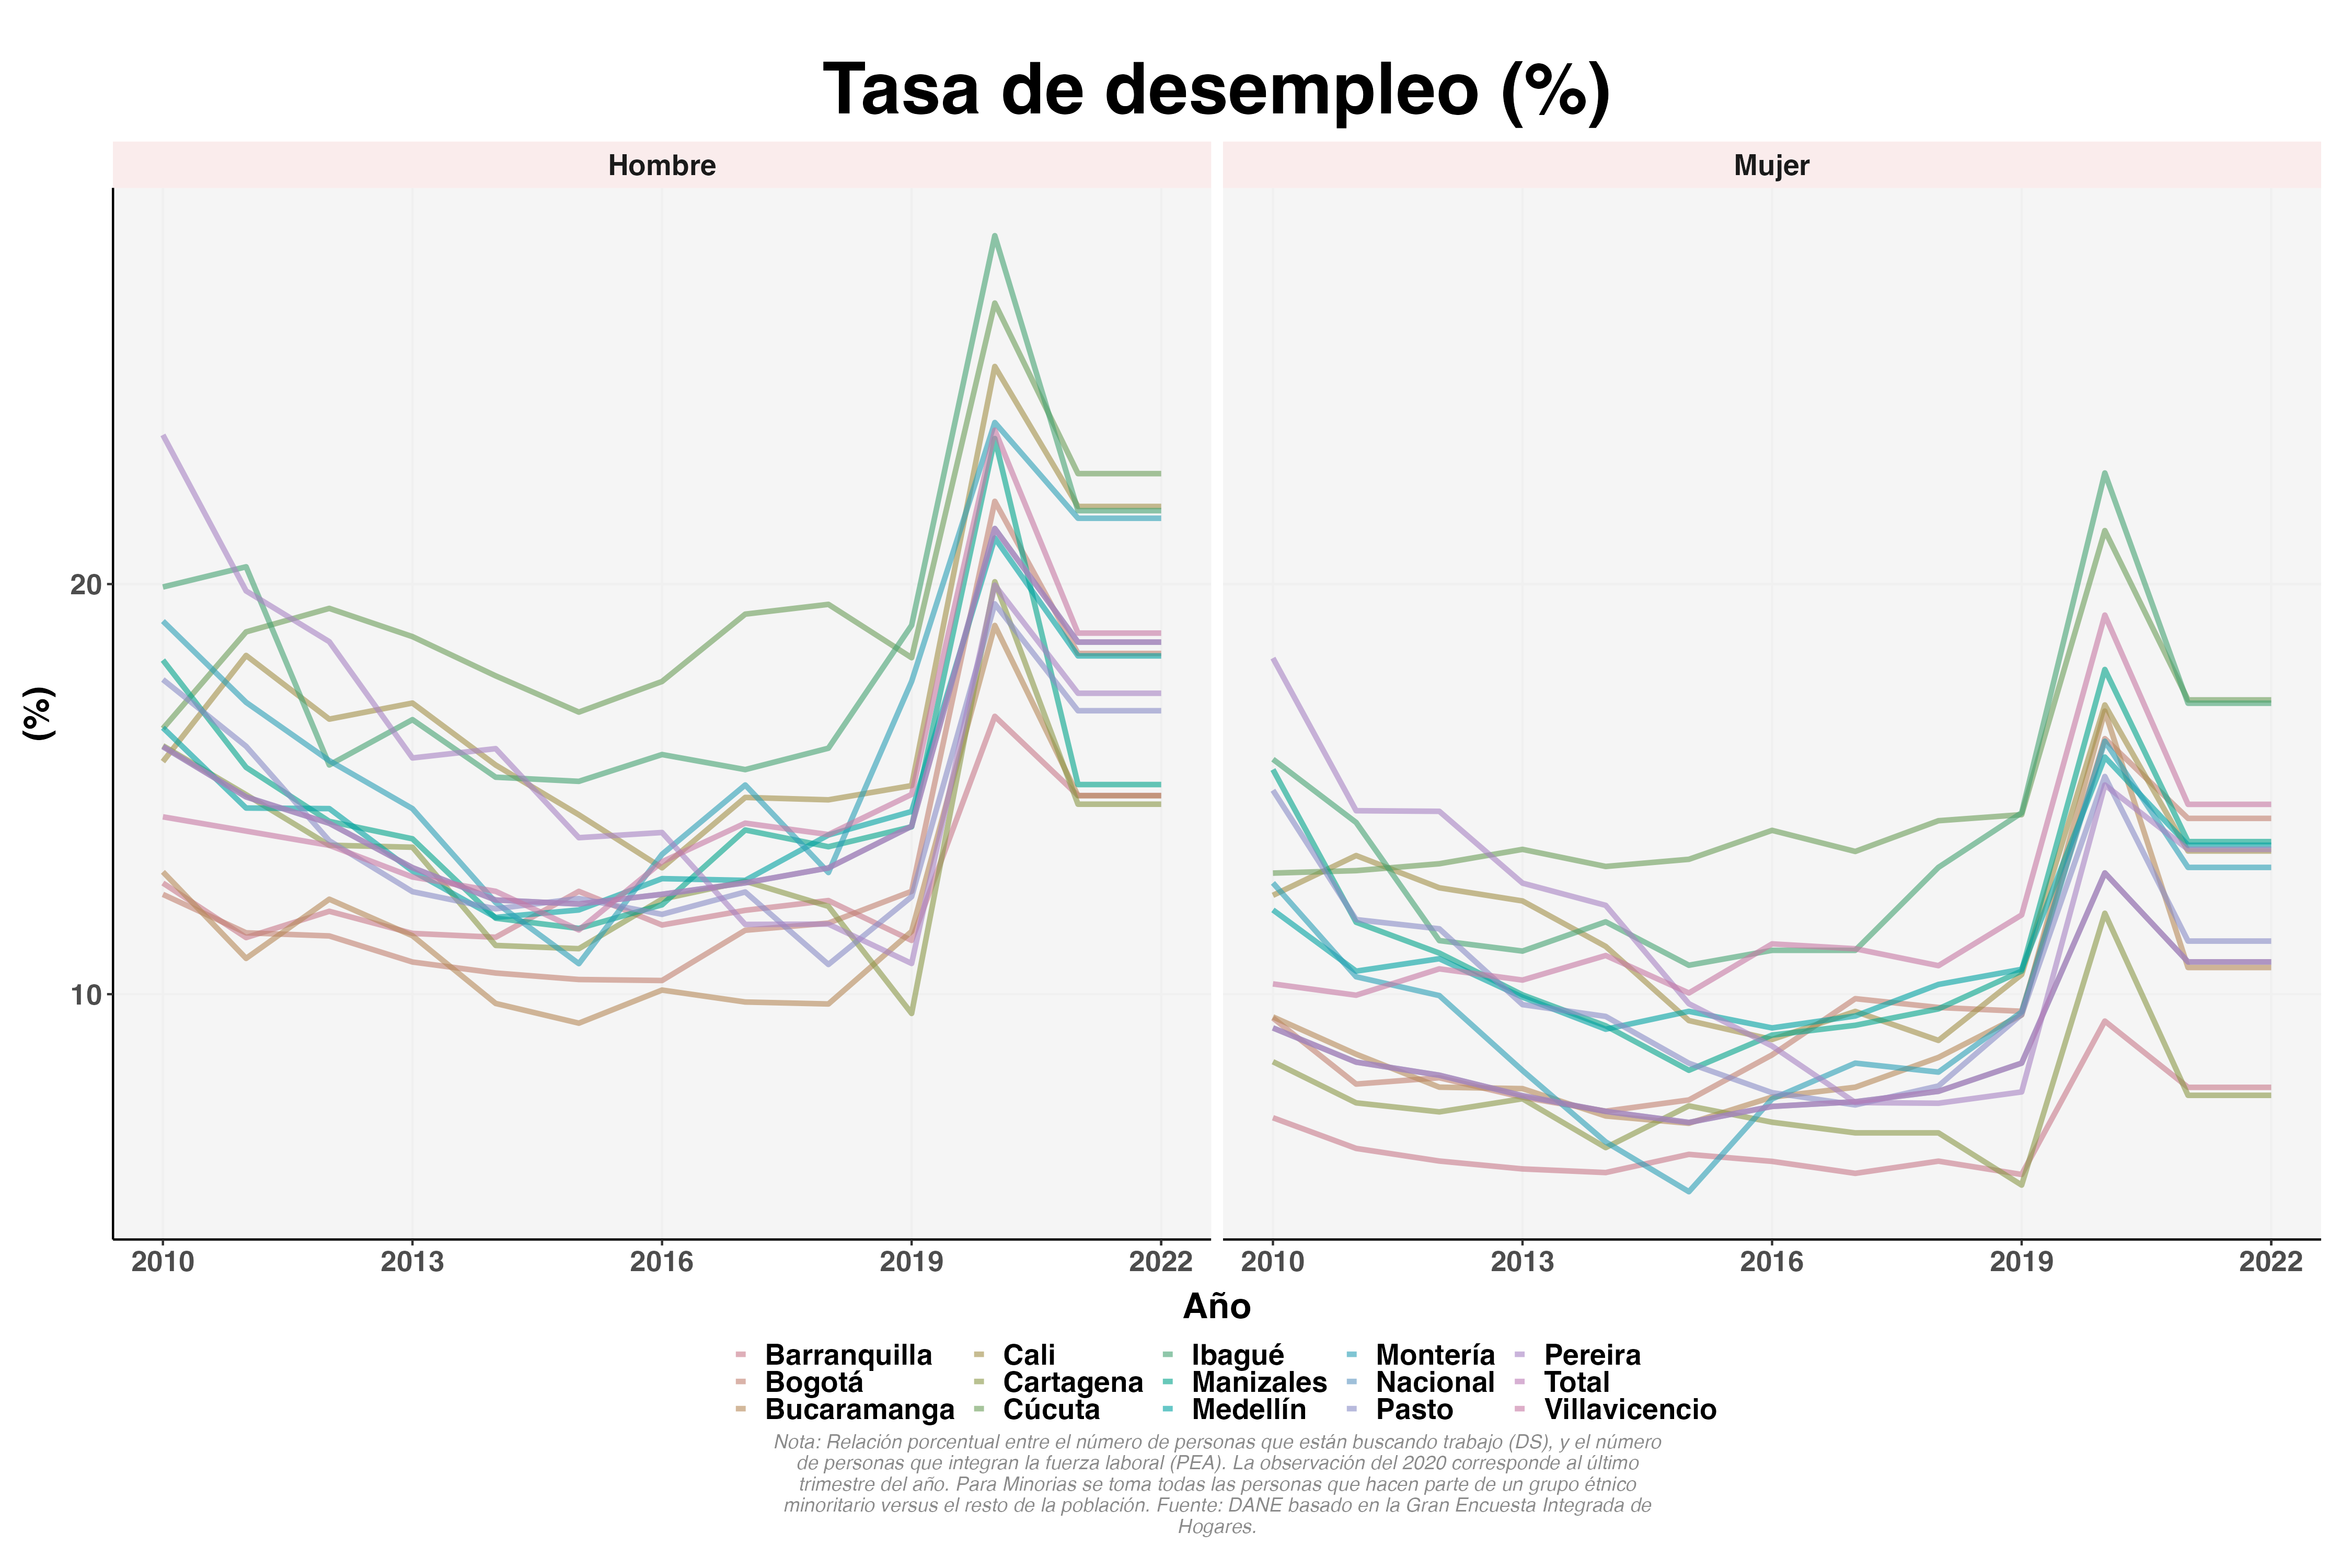 Tasa de desempleo (%)
Hombre
Mujer
(%)
20
10
2010 2013 2016 2019 2022
2010 2013 2016 2019 2022
Año
Barranquilla Cali Ibagué Montería Pereira
Bogotá Cartagena Manizales Nacional Total
Bucaramanga Cúcuta Medellín Pasto Villavicencio
Nota: Relación porcentual entre el número de personas que están buscando trabajo (DS), y el número
de personas que integran la fuerza laboral (PEA). La observación del 2020 corresponde al último
trimestre del año. Para Minorias se toma todas las personas que hacen parte de un grupo étnico
minoritario versus el resto de la población. Fuente: DANE basado en la Gran Encuesta Integrada de
Hogares.